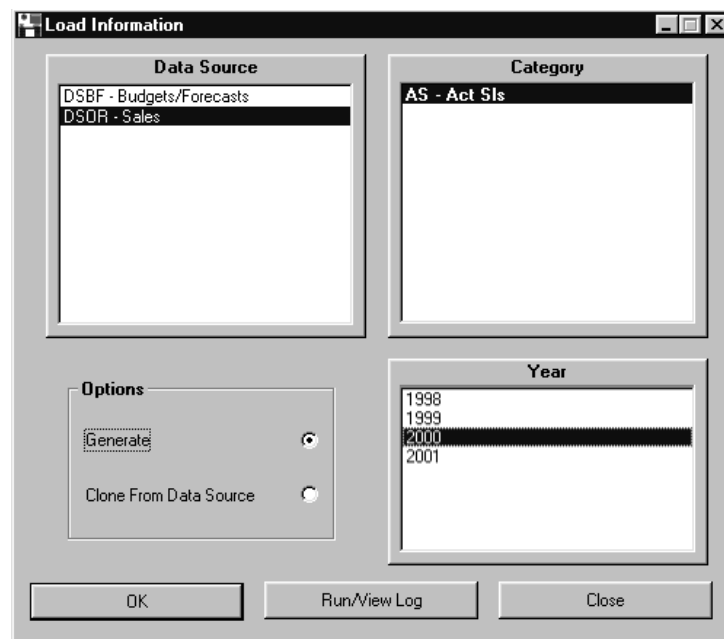 Load Information
Data Source
DSBF - Budgets/Forecasts
DSOR - Sales
Category
AS - Act Sls
Options
Generate
Clone From Data Source
Year
1998
1999
2000
2001
OK
Run/View Log
Close